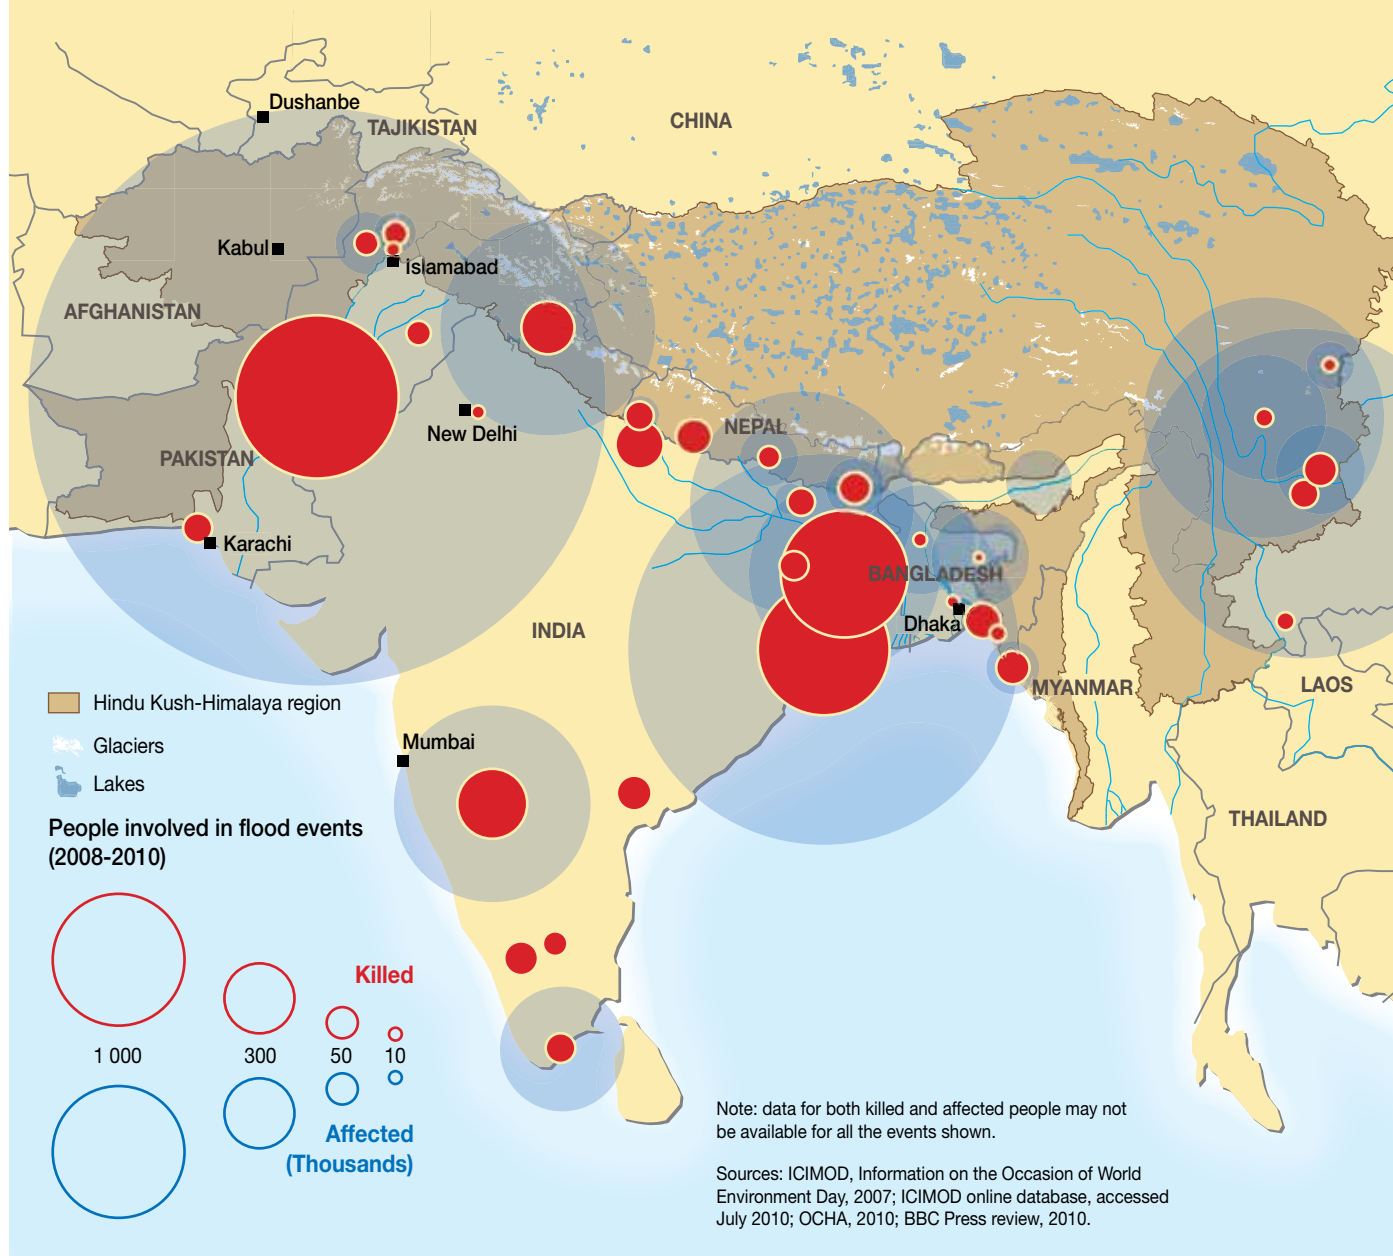 Dushanbe
TAJIKISTAN
CHINA
Kabul
islamabad
AFGHANISTAN
New Delhi
NEPAL
PAKISTAN
Karachi
BANGLADESH
Dhaka
INDIA
MYANMAR
LAOS
Hindu Kush-Himalaya region
Glaciers
Lakes
Mumbai
THAILAND
People involved in flood events
(2008-2010)
Killed
1 000
300
50
10
Affected
(Thousands)
Note: data for both killed and affected people may not
be available for all the events shown.
Sources: ICIMOD, Information on the Occasion of World
Environment Day, 2007; ICIMOD online database, accessed
July 2010; OCHA, 2010; BBC Press review, 2010.